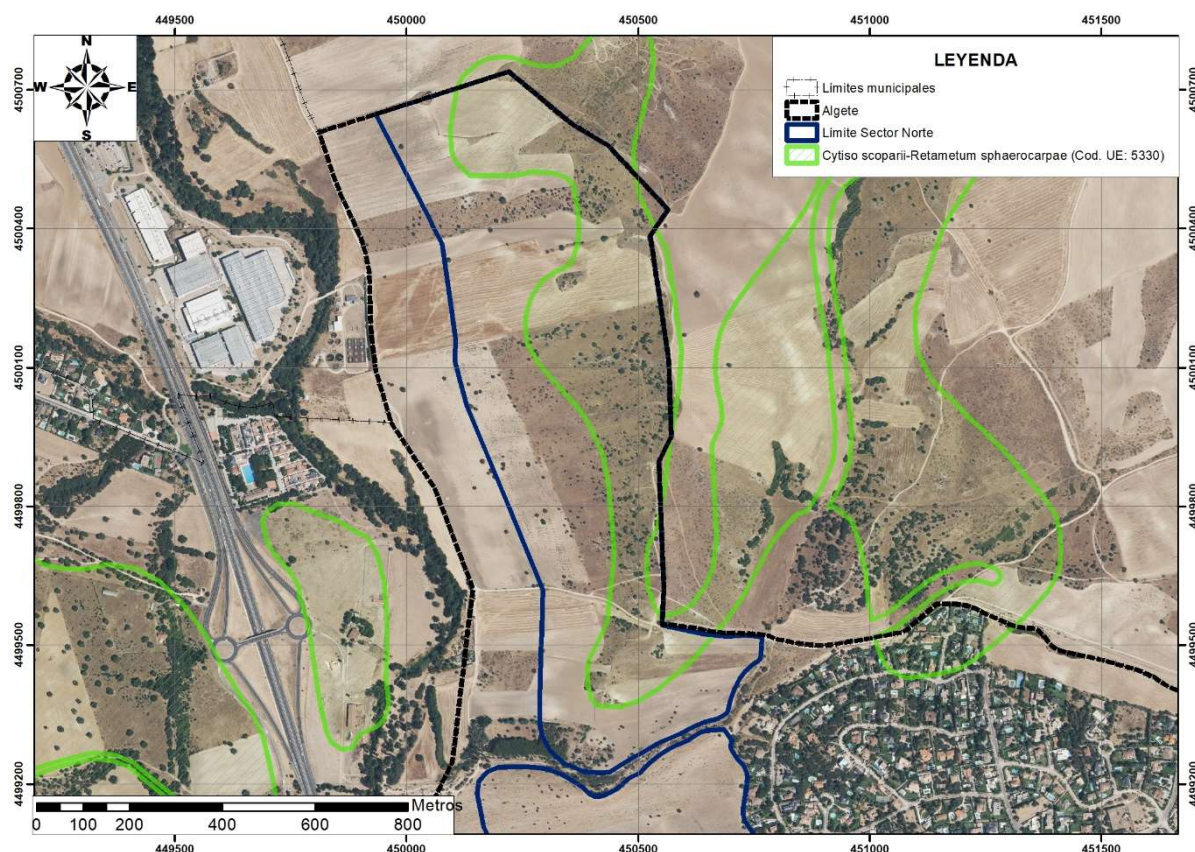 449500 450000 450500 451000 451500
N
W E
S
LEYENDA
Límites municipales
Algete
Límite Sector Norte
Cytiso scoparii-Retametum sphaerocarpae (Cod. UE: 5330)
4500700 4500700
4500400 4500400
4500100 4500100
4499800 4499800
4499500 4499500
4499200 4499200
Metros
0 100 200 400 600 800
449500 450000 450500 451000 451500